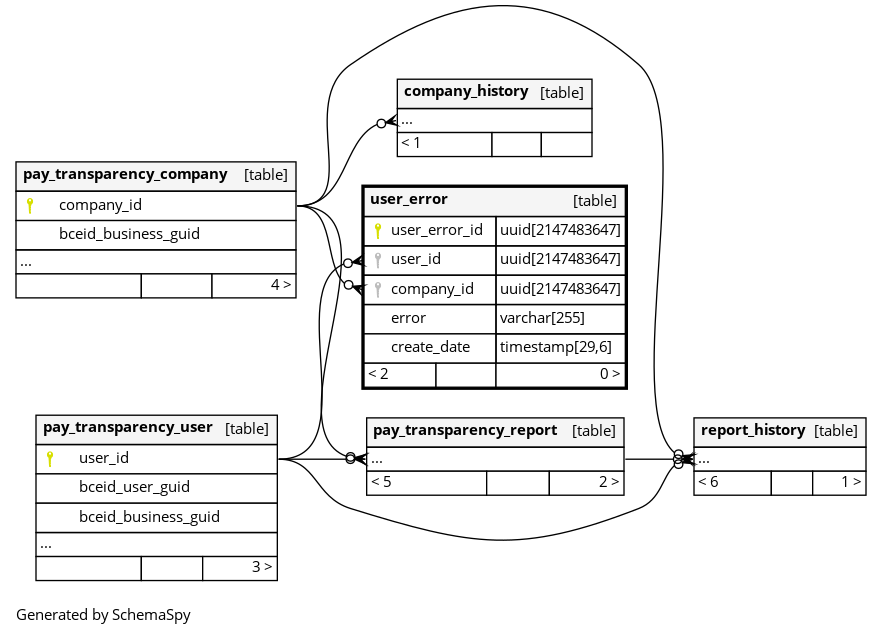 company_history [table]
...
< 1
pay_transparency_company [table]
company_id
bceid_business_guid
...
4 >
user_error [table]
user_error_id uuid[2147483647]
user_id uuid[2147483647]
company_id uuid[2147483647]
error varchar[255]
create_date timestamp[29,6]
< 2 0 >
pay_transparency_user [table]
user_id
bceid_user_guid
bceid_business_guid
...
3 >
pay_transparency_report [table]
...
< 5 2 >
report_history [table]
...
< 6 1 >
Generated by SchemaSpy